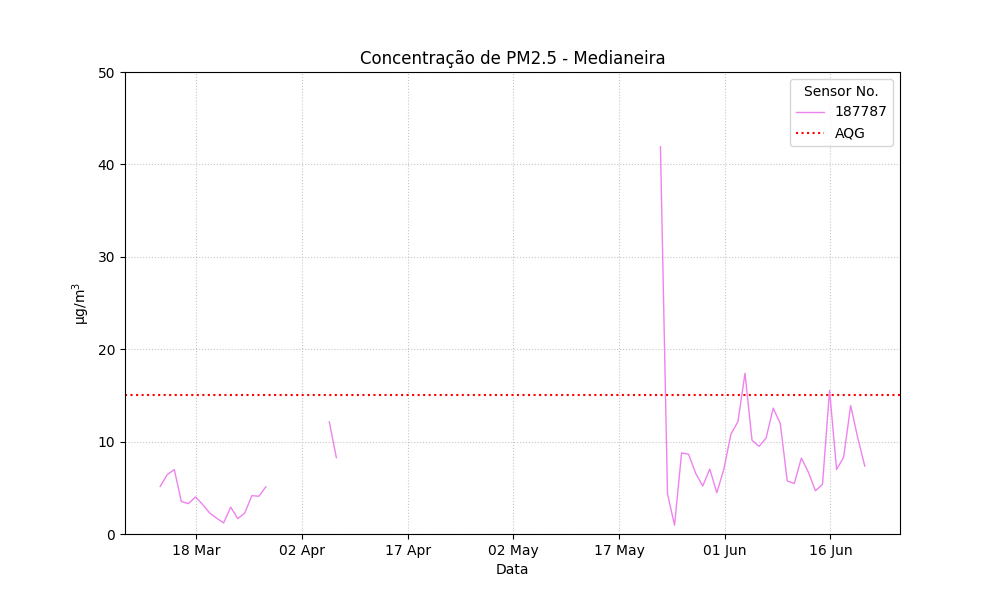 Concentração de PM2.5 - Medianeira
Sensor No.
187787
AQG
µg/m³
50
40
30
20
10
0
18 Mar
02 Apr
17 Apr
02 May
17 May
01 Jun
16 Jun
Data